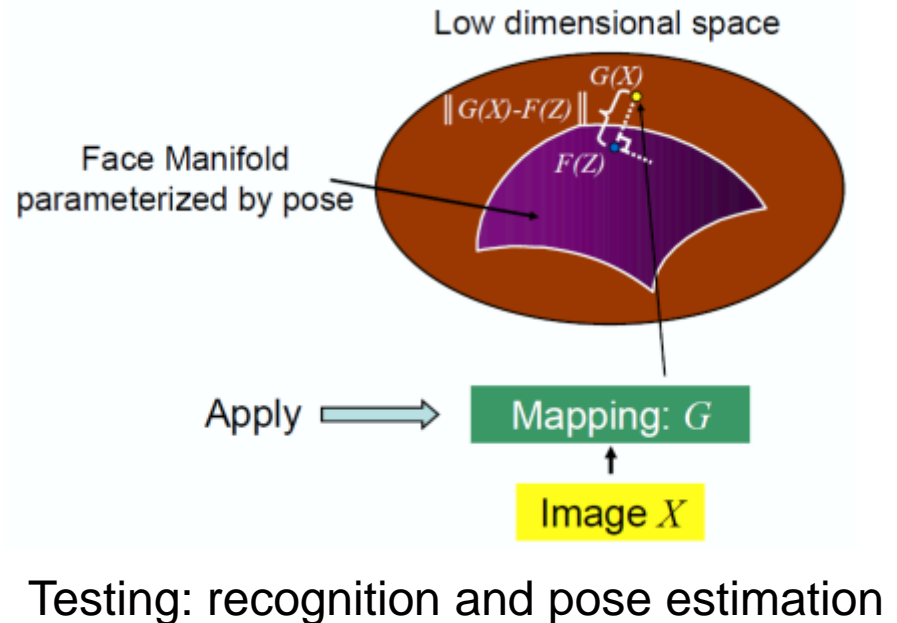 Low dimensional space
G(X)
‖G(X)-F(Z)‖
F(Z)
Face Manifold
parameterized by pose
Apply
Mapping: G
Image X
Testing: recognition and pose estimation